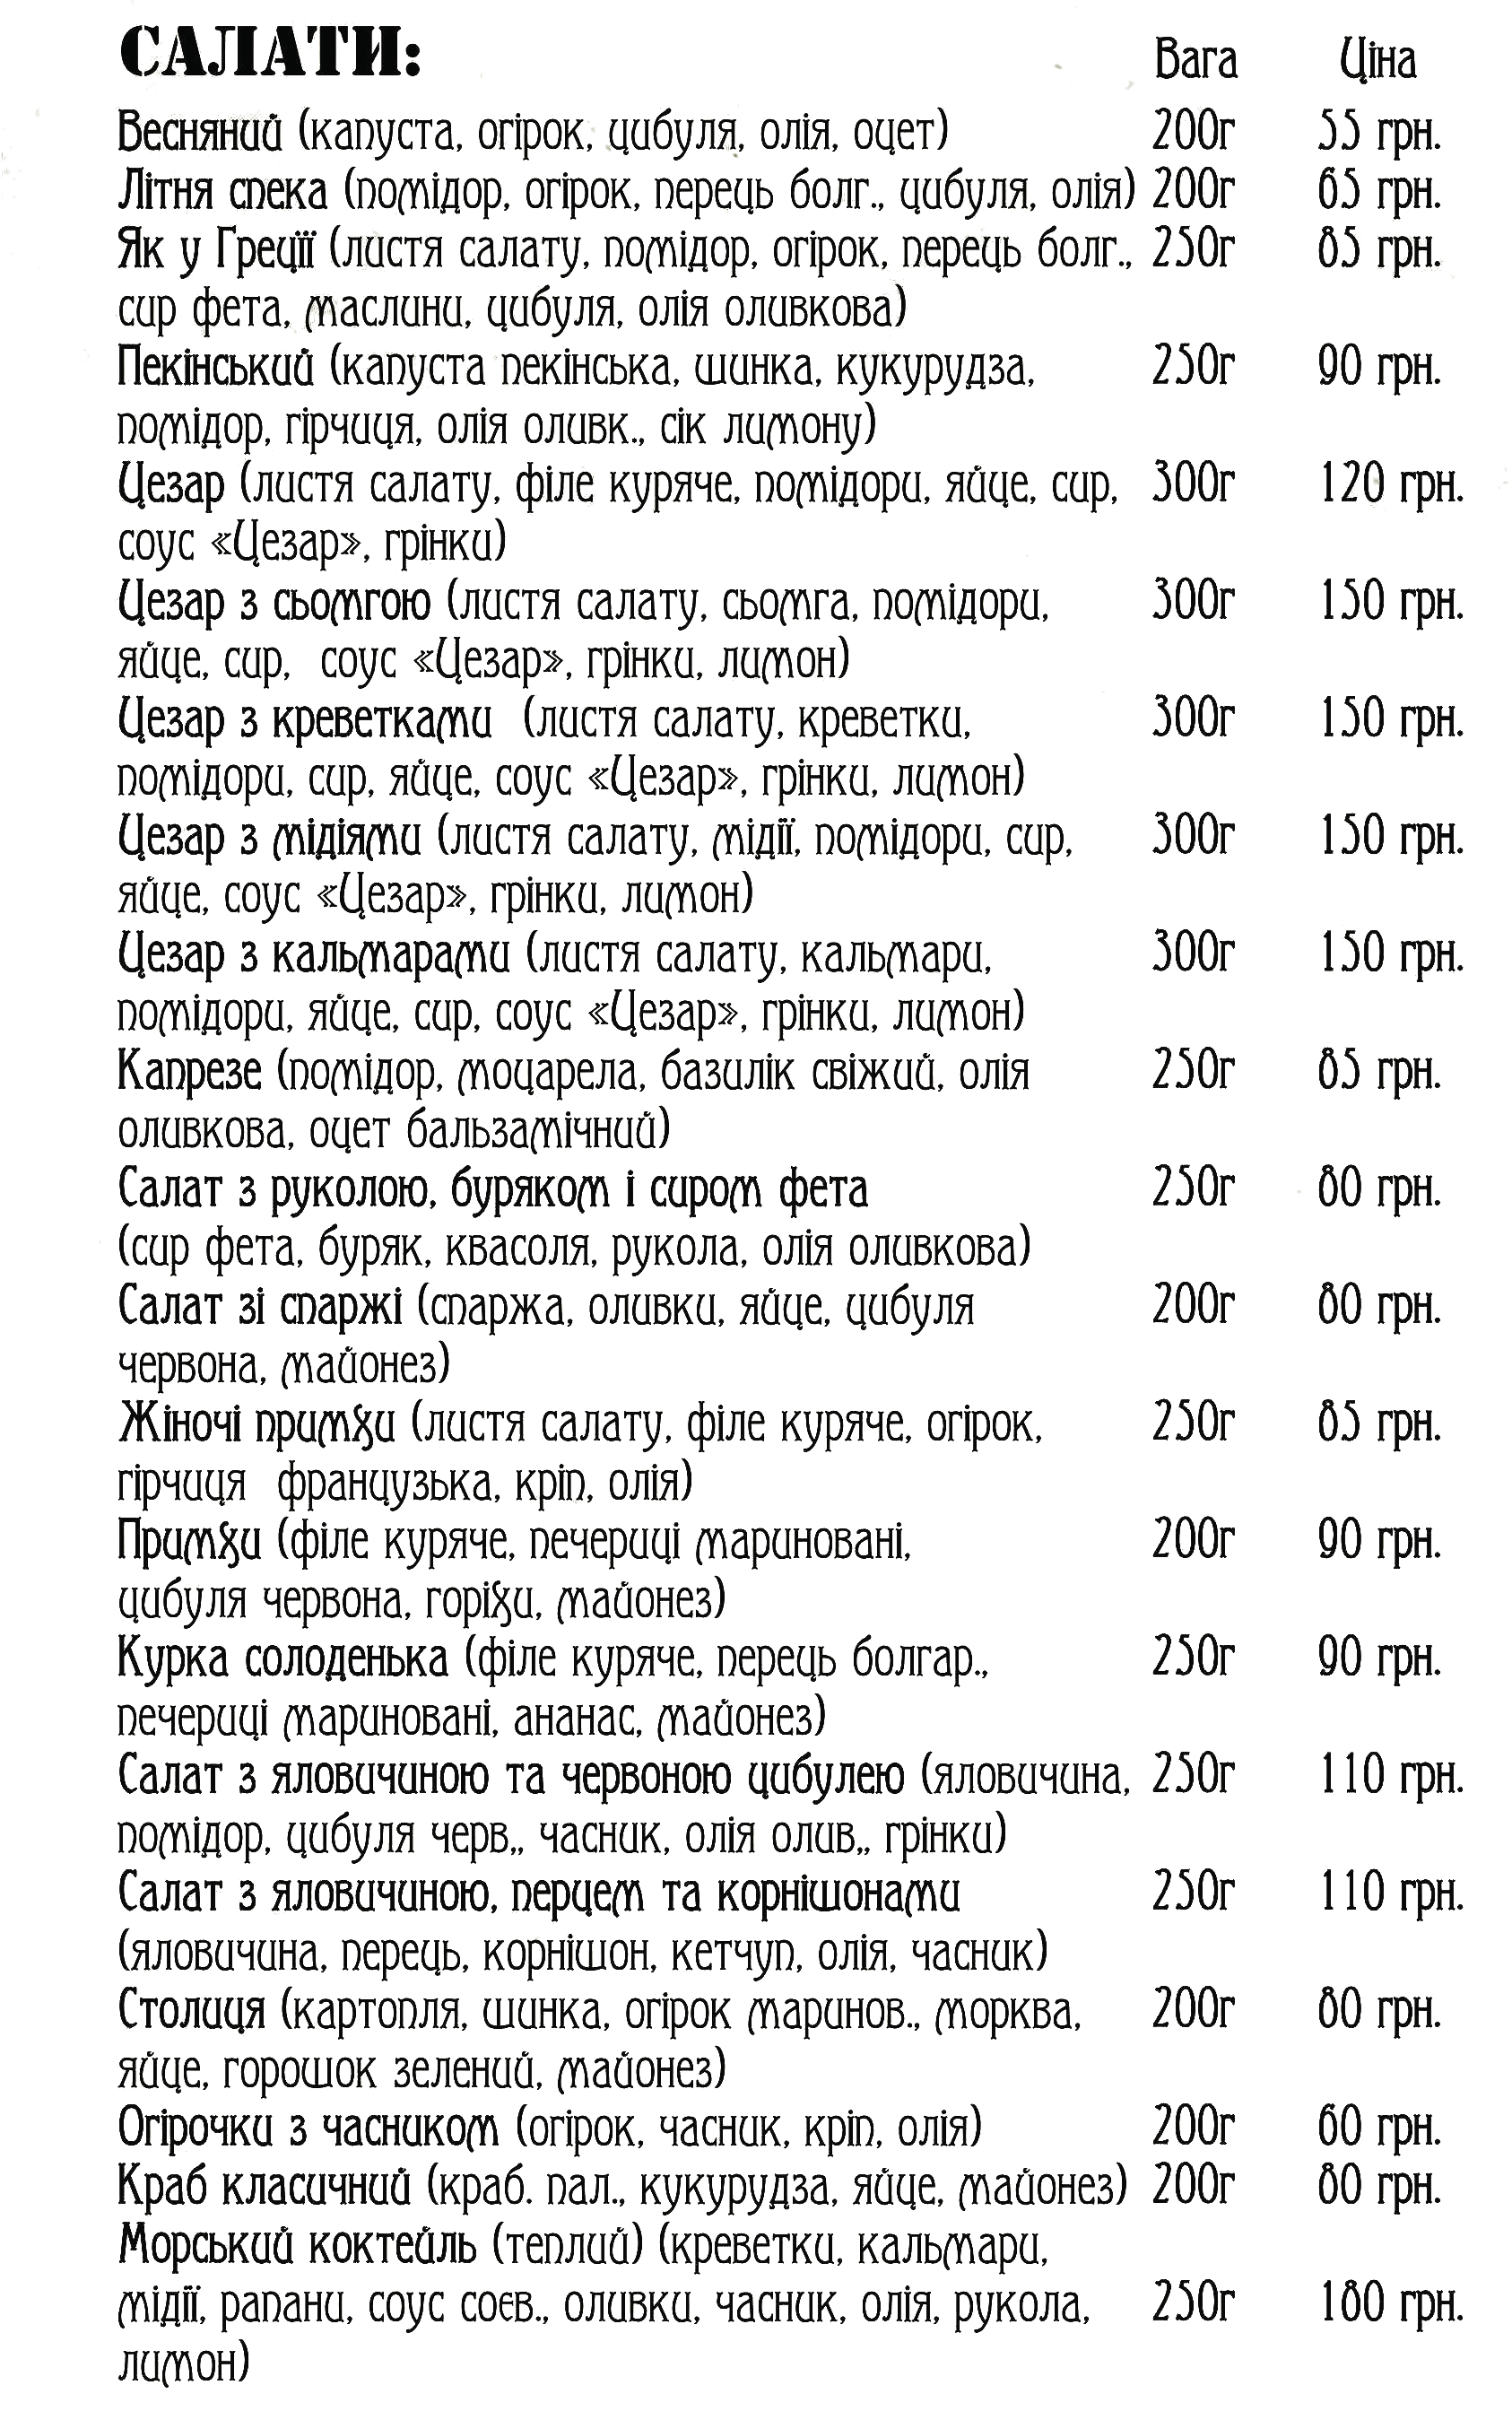 САЛАТИ: Вага Ціна
Весняний (капуста, огірок, цибуля, олія, оцет) 200г 55 грн.
Літня спека (помідор, огірок, перець болг., цибуля, олія) 200г 65 грн.
Як у Греції (листя салату, помідор, огірок, перець болг., 250г 85 грн.
сир фета, маслини, цибуля, олія оливкова)
Пекінський (капуста пекінська, шинка, кукурудза, 250г 90 грн.
помідор, гірчиця, олія оливк., сік лимону)
Цезар (листя салату, філе куряче, помідори, яйце, сир, 300г 120 грн.
соус «Цезар», грінки)
Цезар з сьомгою (листя салату, сьомга, помідори, 300г 150 грн.
яйце, сир, соус «Цезар», грінки, лимон)
Цезар з креветками (листя салату, креветки, 300г 150 грн.
помідори, сир, яйце, соус «Цезар», грінки, лимон)
Цезар з мідіями (листя салату, мідії, помідори, сир, 300г 150 грн.
яйце, соус «Цезар», грінки, лимон)
Цезар з кальмарами (листя салату, кальмари, 300г 150 грн.
помідори, яйце, сир, соус «Цезар», грінки, лимон)
Капрезе (помідор, моцарела, базилік свіжий, олія 250г 85 грн.
оливкова, оцет бальзамічний)
Салат з руколою, буряком і сиром фета 250г 80 грн.
(сир фета, буряк, квасоля, рукола, олія оливкова)
Салат зі спаржі (спаржа, оливки, яйце, цибуля 200г 80 грн.
червона, майонез)
Жіночі примхи (листя салату, філе куряче, огірок, 250г 85 грн.
гірчиця французька, кріп, олія)
Примхи (філе куряче, печериці мариновані, 200г 90 грн.
цибуля червона, горіхи, майонез)
Курка солоденька (філе куряче, перець болгар., 250г 90 грн.
печериці мариновані, ананас, майонез)
Салат з яловичиною та червоною цибулею (яловичина, 250г 110 грн.
помідор, цибуля черв,, часник, олія олив,, грінки)
Салат з яловичиною, перцем та корнішонами 250г 110 грн.
(яловичина, перець, корнішон, кетчуп, олія, часник)
Столиця (картопля, шинка, огірок маринов., морква, 200г 80 грн.
яйце, горошок зелений, майонез)
Огірочки з часником (огірок, часник, кріп, олія) 200г 60 грн.
Краб класичний (краб. пал., кукурудза, яйце, майонез) 200г 80 грн.
Морський коктейль (теплий) (креветки, кальмари,
мідії, рапани, соус соєв., оливки, часник, олія, рукола, 250г 180 грн.
лимон)